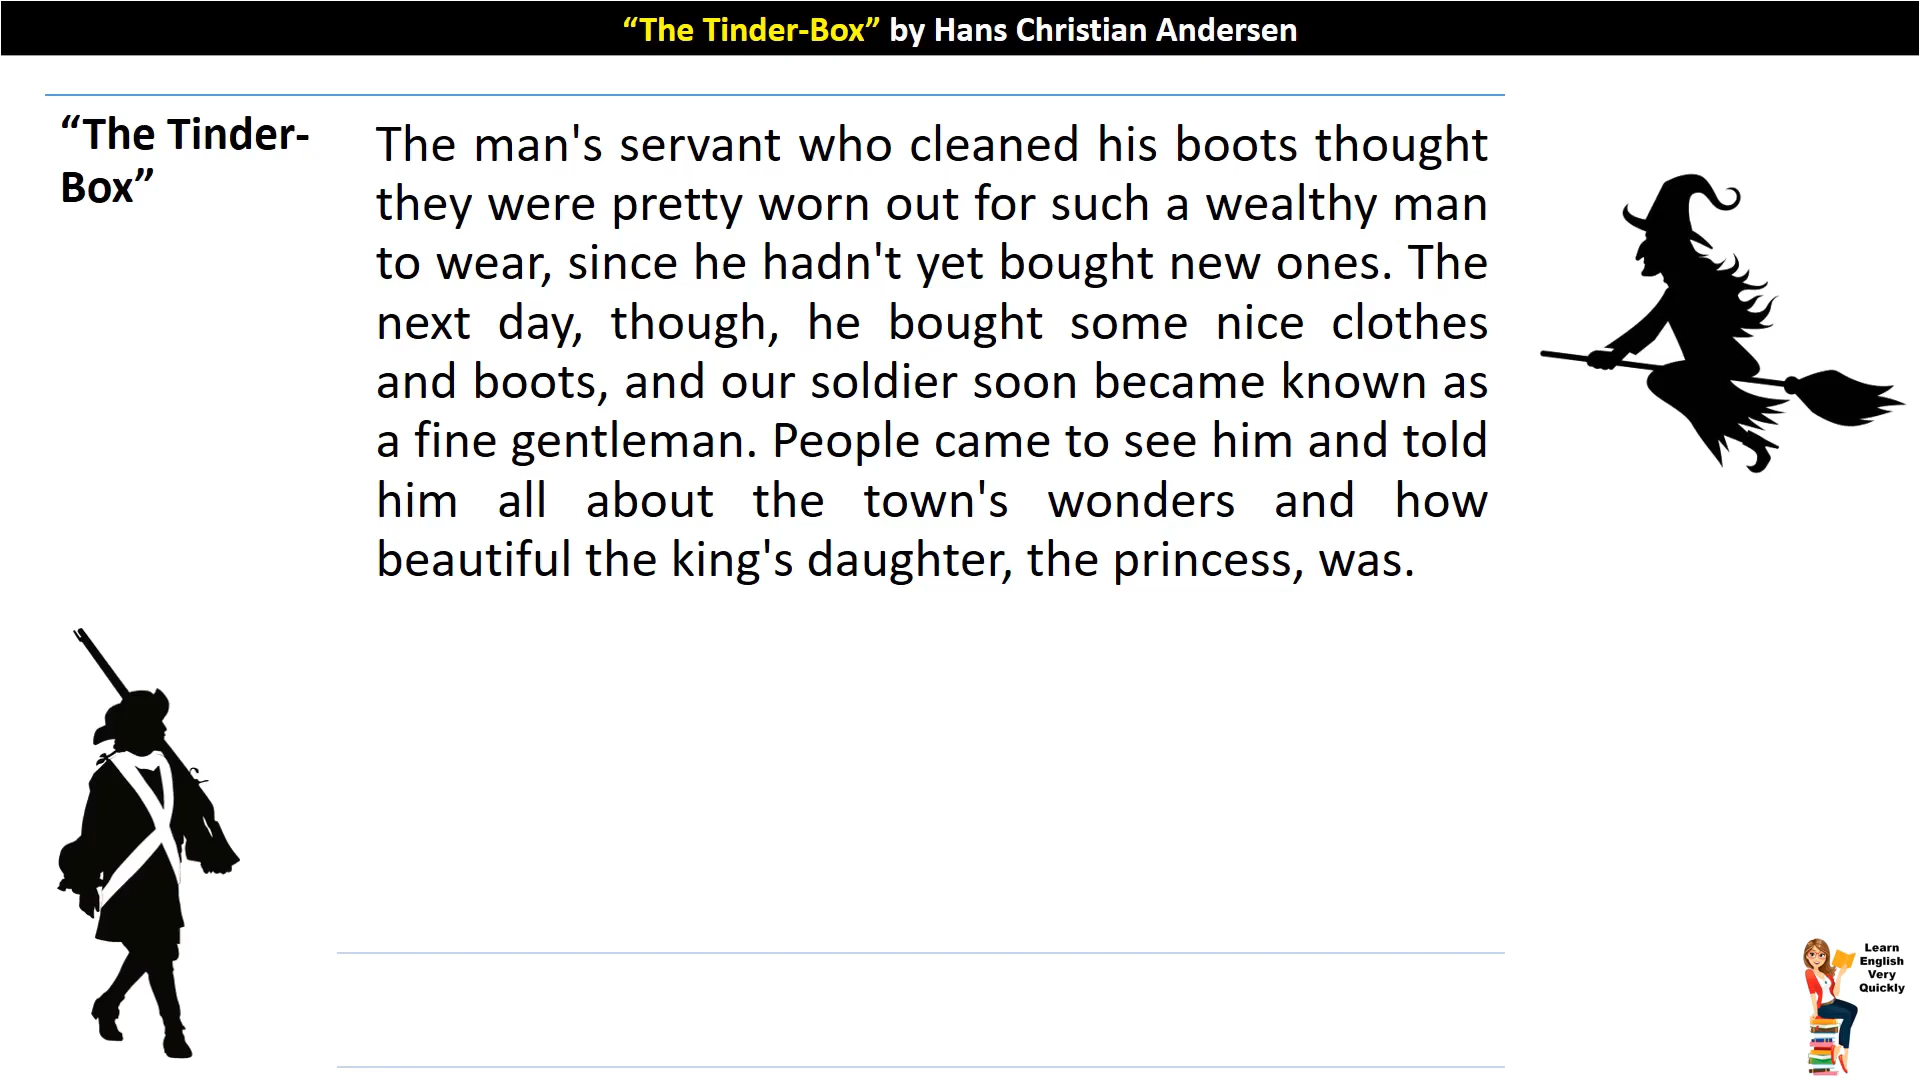 “The Tinder-Box” by Hans Christian Andersen
“The Tinder-
Box”
The man's servant who cleaned his boots thought
they were pretty worn out for such a wealthy man
to wear, since he hadn't yet bought new ones. The
next day, though, he bought some nice clothes
and boots, and our soldier soon became known as
a fine gentleman. People came to see him and told
him all about the town's wonders and how
beautiful the king's daughter, the princess, was.
Learn
English
Very
Quickly